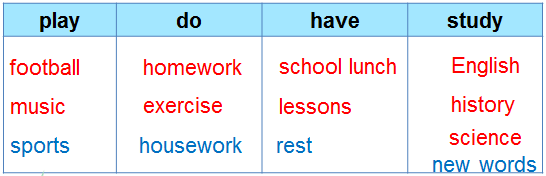 play do have study
football homework school lunch English
music exercise lessons history
sports housework rest science
new words